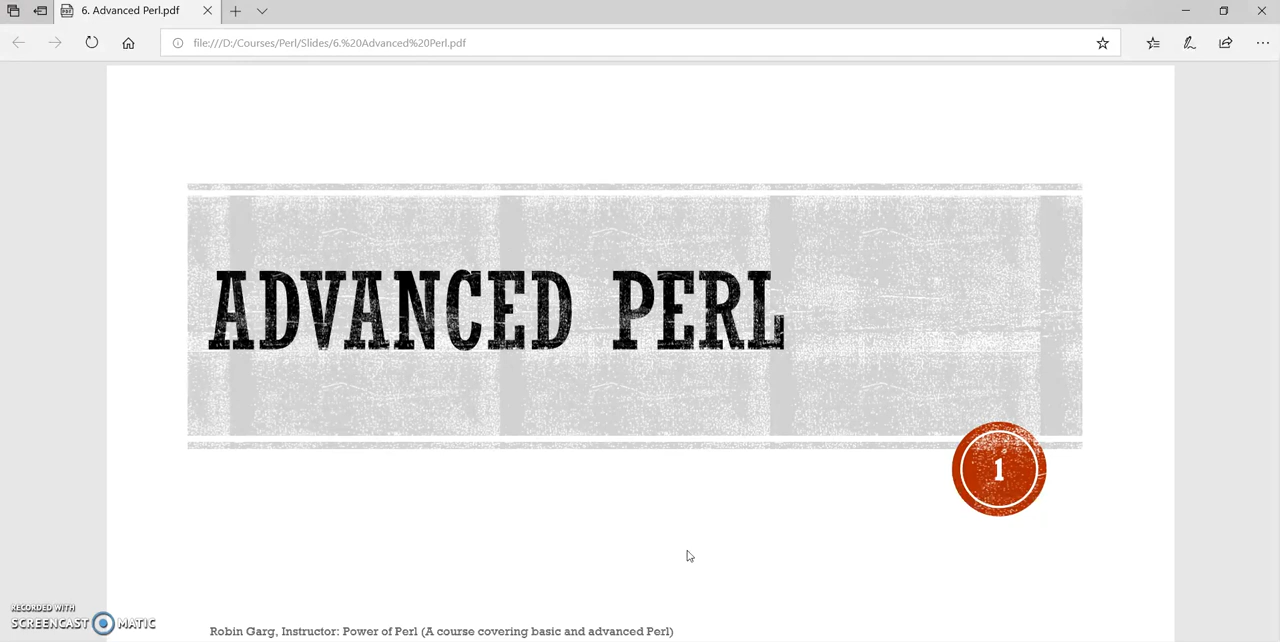 6. Advanced Perl.pdf
file:///D:/Courses/Perl/Slides/6.%20Advanced%20Perl.pdf
ADVANCED PERL
1
RECORDED WITH
SCREENCAST MATIC
Robin Garg, Instructor: Power of Perl (A course covering basic and advanced Perl)